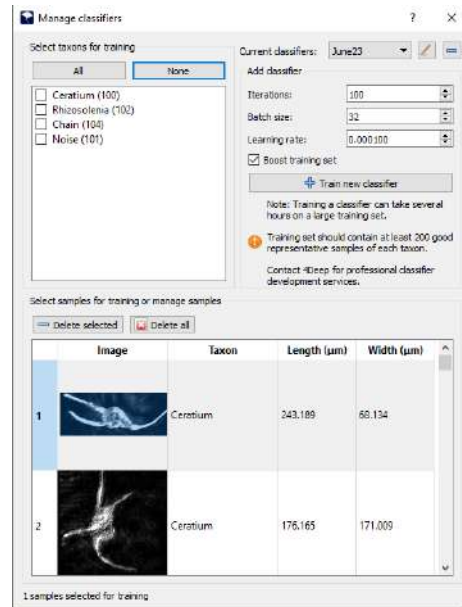 Manage classifiers
?
Select taxons for training
All
None
Ceratium (100)
Rhizosolenia (102)
Chain (104)
Noise (101)
Current classifiers:
June23
Add classifier
Iterations:
100
Batch size:
32
Learning rate:
0.000100
Boost training set
Train new classifier
Note: Training a classifier can take several
hours on a large training set.
Training set should contain at least 200 good
representative samples of each taxon.
Contact 4Deep for professional classifier
development services.
Select samples for training or manage samples
Delete selected
Delete all
Image Taxon Length (μm) Width (μm)
1 Ceratium 243.189 68.134
2 Ceratium 176.165 171.009
1 samples selected for training